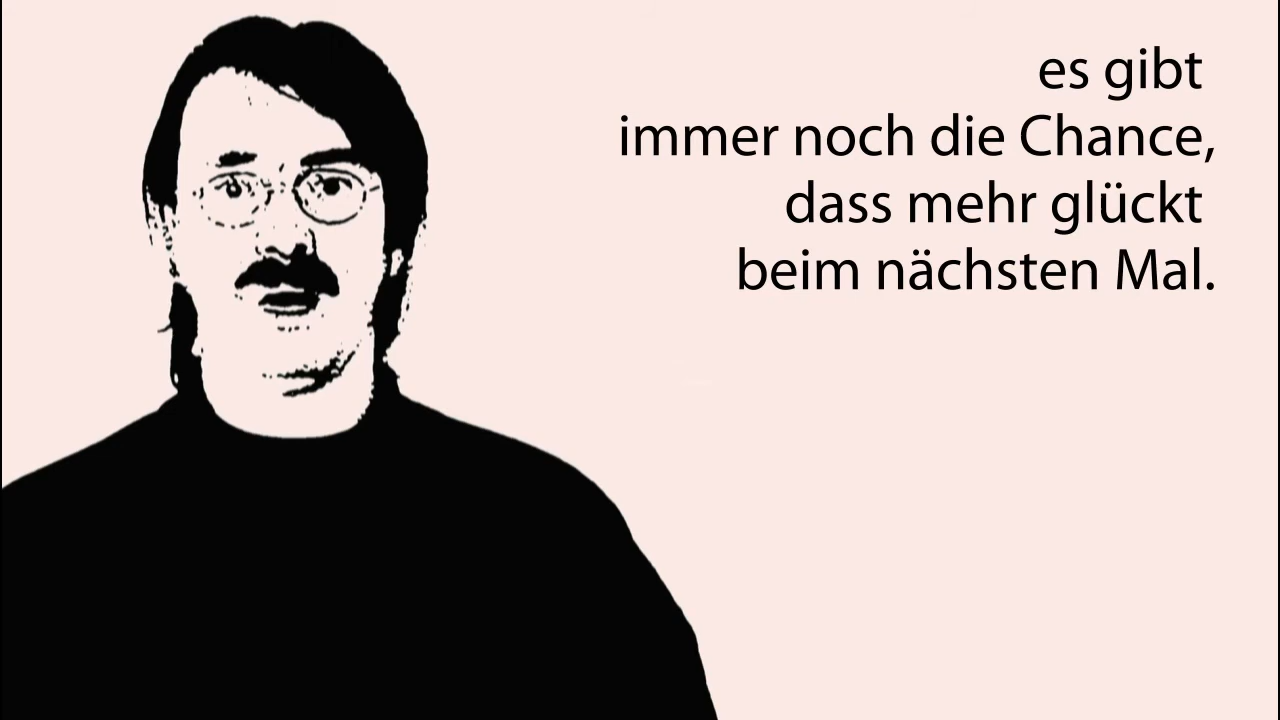 es gibt
immer noch die Chance,
dass mehr glückt
beim nächsten Mal.